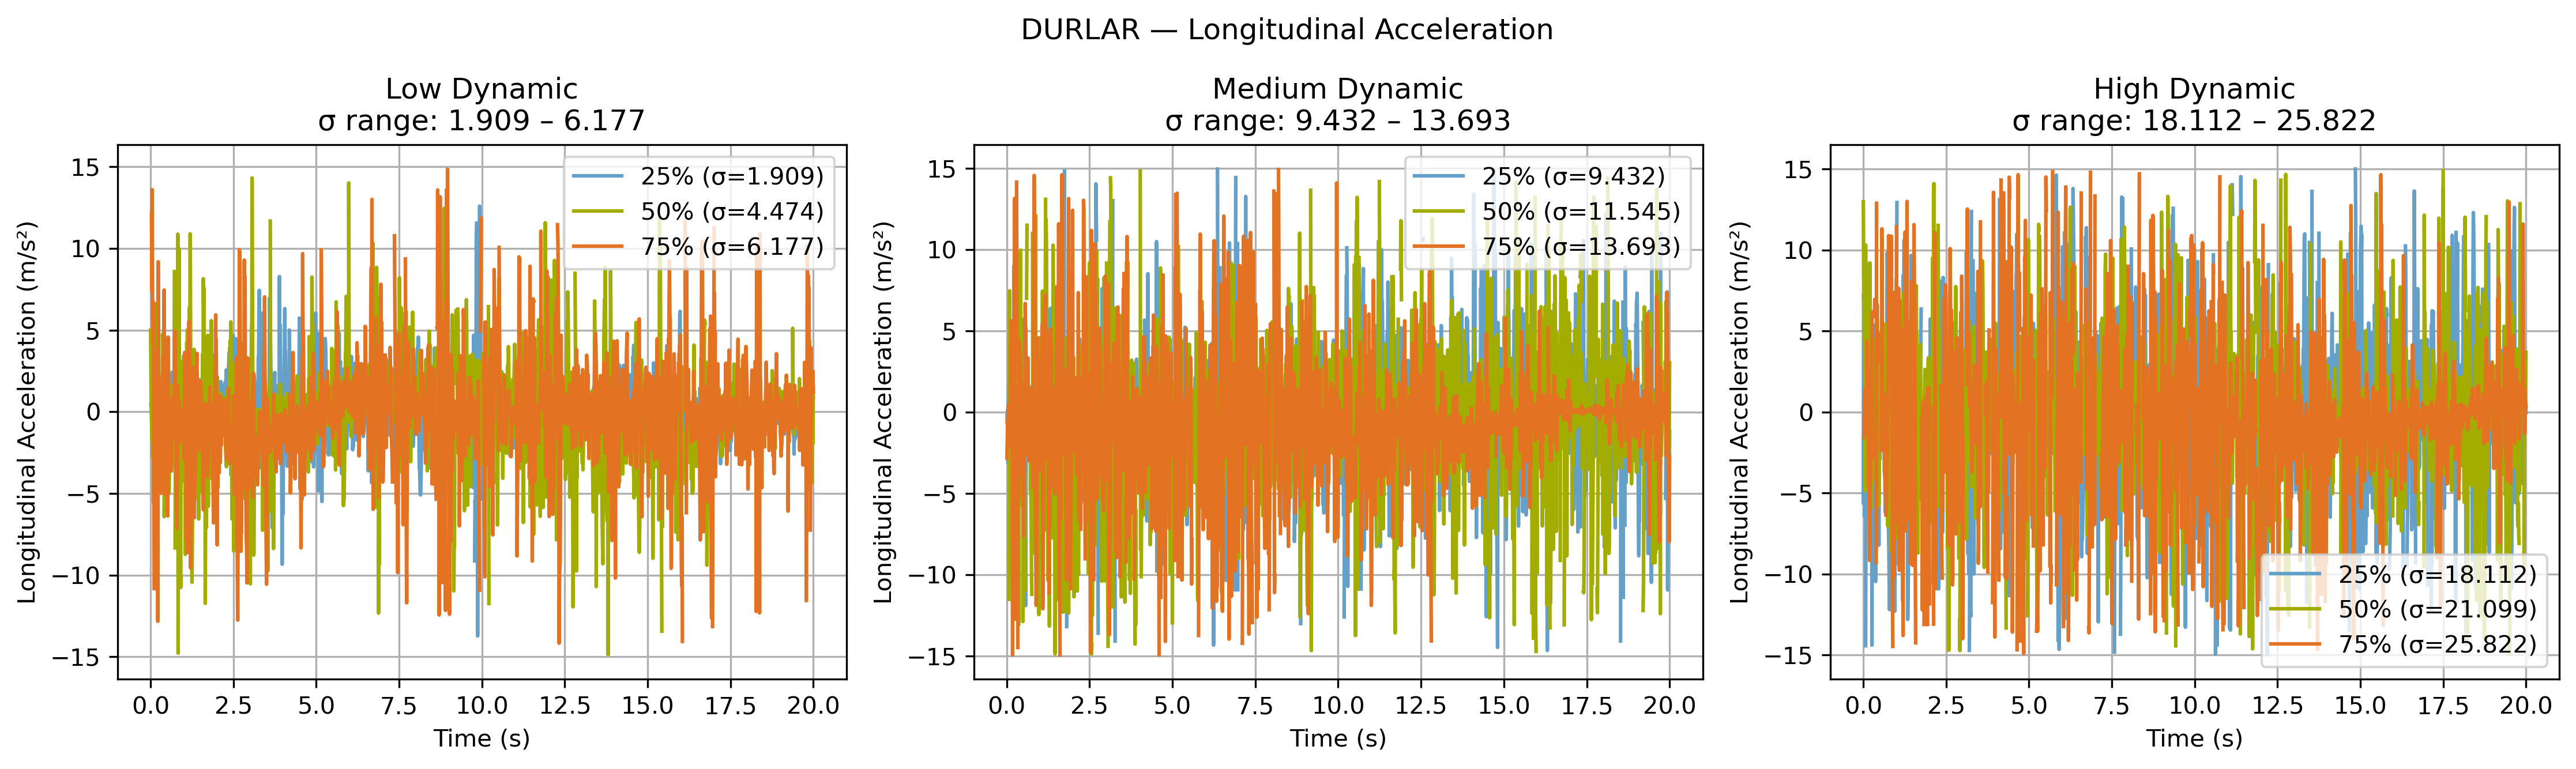 DURLAR — Longitudinal Acceleration
Low Dynamic
σ range: 1.909 – 6.177
Longitudinal Acceleration (m/s²)
15
10
5
0
−5
−10
−15
25% (σ=1.909)
50% (σ=4.474)
75% (σ=6.177)
0.0 2.5 5.0 7.5 10.0 12.5 15.0 17.5 20.0
Time (s)
Medium Dynamic
σ range: 9.432 – 13.693
Longitudinal Acceleration (m/s²)
15
10
5
0
−5
−10
−15
25% (σ=9.432)
50% (σ=11.545)
75% (σ=13.693)
0.0 2.5 5.0 7.5 10.0 12.5 15.0 17.5 20.0
Time (s)
High Dynamic
σ range: 18.112 – 25.822
Longitudinal Acceleration (m/s²)
15
10
5
0
−5
−10
−15
25% (σ=18.112)
50% (σ=21.099)
75% (σ=25.822)
0.0 2.5 5.0 7.5 10.0 12.5 15.0 17.5 20.0
Time (s)